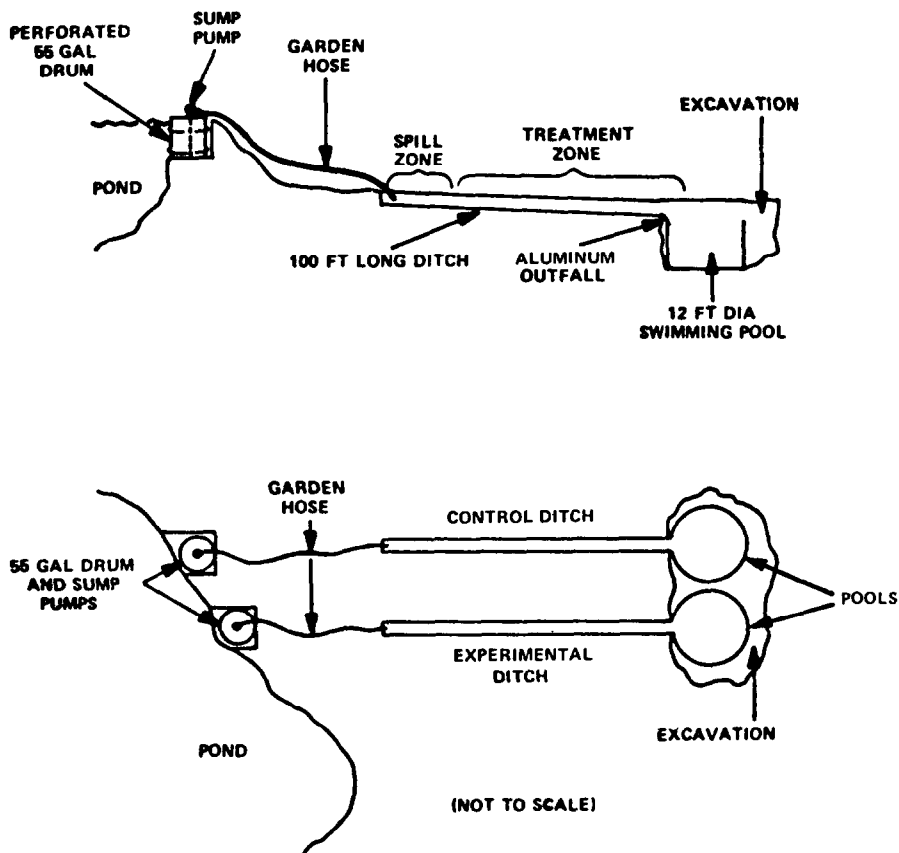 SUMP
PUMP
PERFORATED
55 GAL
DRUM
GARDEN
HOSE
EXCAVATION
SPILL
ZONE
TREATMENT
ZONE
POND
100 FT LONG DITCH
ALUMINUM
OUTFALL
12 FT DIA
SWIMMING POOL
GARDEN
HOSE
CONTROL DITCH
55 GAL DRUM
AND SUMP
PUMPS
POOLS
EXPERIMENTAL
DITCH
EXCAVATION
POND
(NOT TO SCALE)